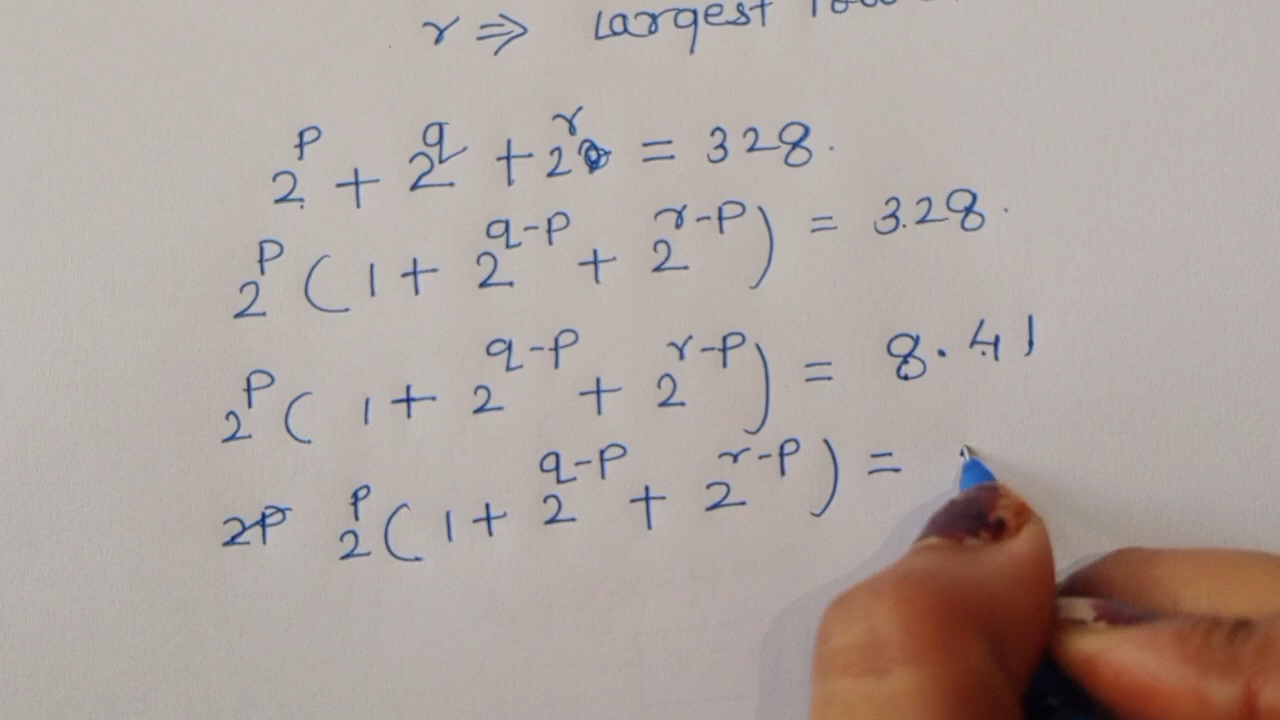 r ⇒ Largest
2^p + 2^q + 2^r = 328.
2^p (1 + 2^(q-p) + 2^(r-p)) = 328.
2^p (1 + 2^(q-p) + 2^(r-p)) = 8.41
2^p (1 + 2^(q-p) + 2^(r-p)) =